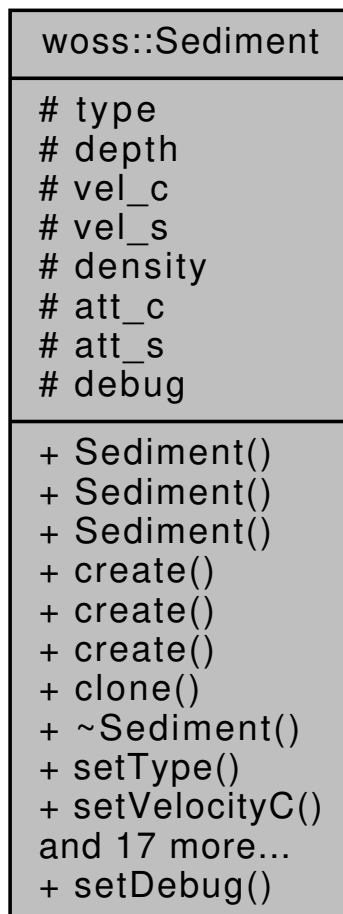 woss::Sediment
# type
# depth
# vel_c
# vel_s
# density
# att_c
# att_s
# debug
+ Sediment()
+ Sediment()
+ Sediment()
+ create()
+ create()
+ create()
+ clone()
+ ~Sediment()
+ setType()
+ setVelocityC()
and 17 more...
+ setDebug()